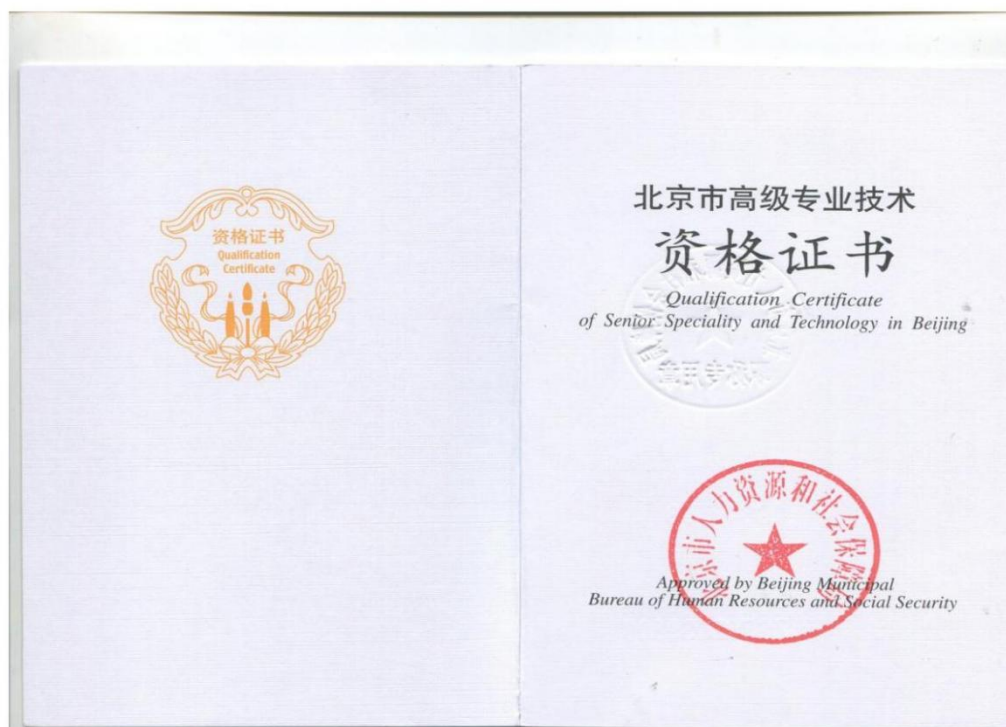 资格证书
Qualification
Certificate
北京市高级专业技术
资格证书
Qualification Certificate
of Senior Speciality and Technology in Beijing
北京市人力资源和社会保障局
Approved by Beijing Municipal
Bureau of Human Resources and Social Security